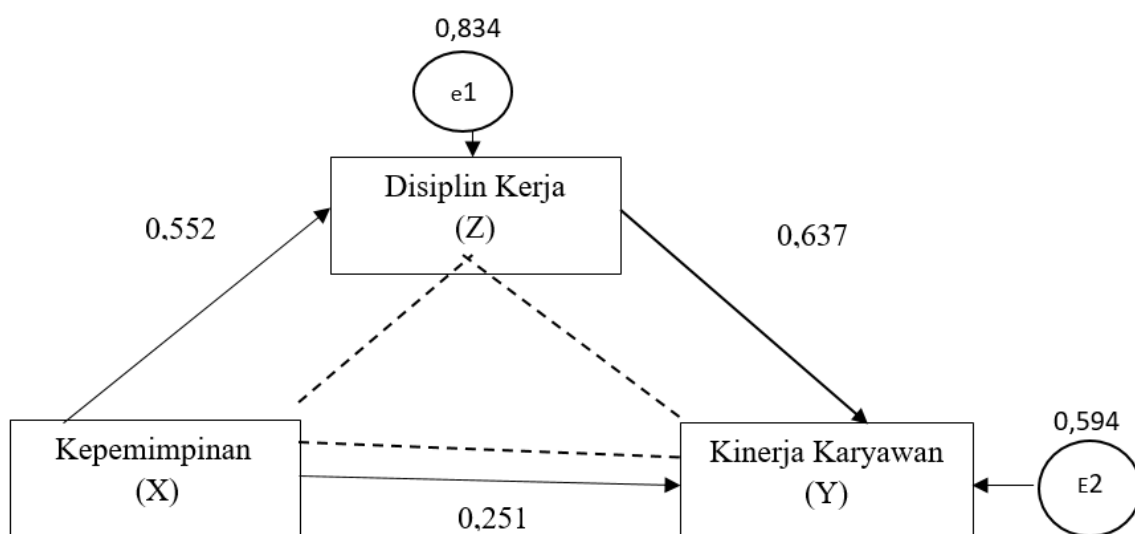 0,834
e1
Disiplin Kerja
(Z)
0,552
0,637
Kepemimpinan
(X)
0,251
Kinerja Karyawan
(Y)
0,594
E2